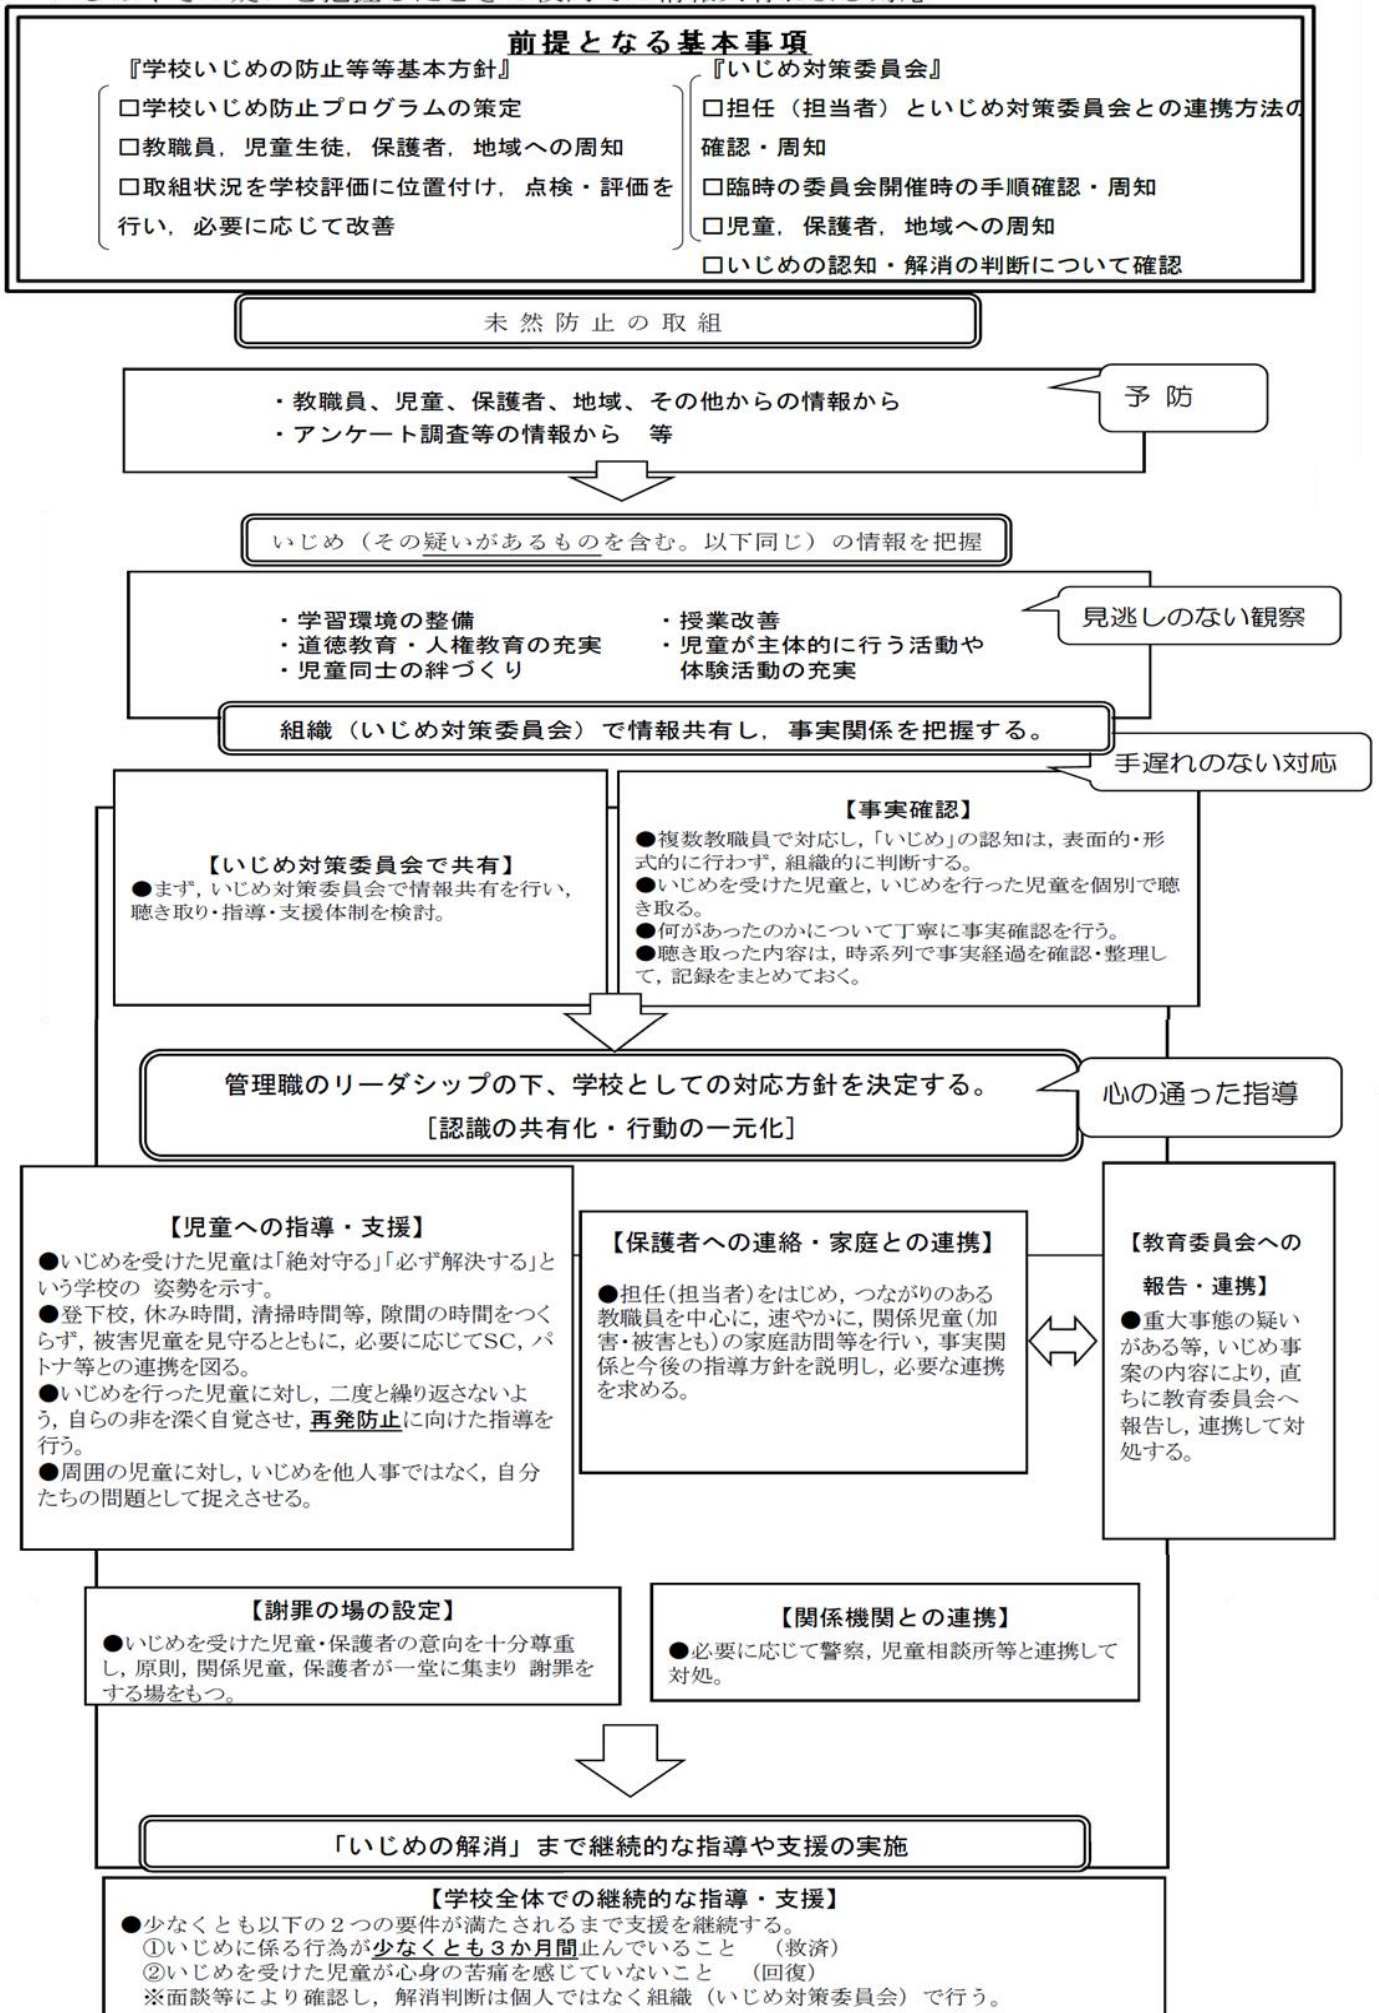 前提となる基本事項
『学校いじめの防止等等基本方針』
□学校いじめ防止プログラムの策定
□教職員，児童生徒，保護者，地域への周知
□取組状況を学校評価に位置付け，点検・評価を
行い，必要に応じて改善
『いじめ対策委員会』
□担任（担当者）といじめ対策委員会との連携方法の
確認・周知
□臨時の委員会開催時の手順確認・周知
□児童，保護者，地域への周知
□いじめの認知・解消の判断について確認
未然防止の取組
予防
・教職員、児童、保護者、地域、その他からの情報から
・アンケート調査等の情報から　等
いじめ（その疑いがあるものを含む。以下同じ）の情報を把握
見逃しのない観察
・学習環境の整備
・道徳教育・人権教育の充実
・児童同士の絆づくり
・授業改善
・児童が主体的に行う活動や
体験活動の充実
組織（いじめ対策委員会）で情報共有し，事実関係を把握する。
手遅れのない対応
【いじめ対策委員会で共有】
●まず，いじめ対策委員会で情報共有を行い，
聴き取り・指導・支援体制を検討。
【事実確認】
●複数教職員で対応し，「いじめ」の認知は，表面的・形
式的に行わず，組織的に判断する。
●いじめを受けた児童と，いじめを行った児童を個別で聴
き取る。
●何があったのかについて丁寧に事実確認を行う。
●聴き取った内容は，時系列で事実経過を確認・整理し
て，記録をまとめておく。
管理職のリーダシップの下、学校としての対応方針を決定する。
［認識の共有化・行動の一元化］
心の通った指導
【児童への指導・支援】
●いじめを受けた児童は「絶対守る」「必ず解決する」と
いう学校の 姿勢を示す。
●登下校，休み時間，清掃時間等，隙間の時間をつく
らず，被害児童を見守るとともに，必要に応じてSC，パ
トナ等との連携を図る。
●いじめを行った児童に対し，二度と繰り返さないよ
う，自らの非を深く自覚させ，再発防止に向けた指導を
行う。
●周囲の児童に対し，いじめを他人事ではなく，自分
たちの問題として捉えさせる。
【保護者への連絡・家庭との連携】
●担任（担当者）をはじめ，つながりのある
教職員を中心に，速やかに，関係児童（加
害・被害とも）の家庭訪問等を行い，事実関
係と今後の指導方針を説明し，必要な連携
を求める。
【教育委員会への
報告・連携】
●重大事態の疑い
がある等，いじめ事
案の内容により，直
ちに教育委員会へ
報告し，連携して対
処する。
【謝罪の場の設定】
●いじめを受けた児童・保護者の意向を十分尊重
し，原則，関係児童，保護者が一堂に集まり 謝罪を
する場をもつ。
【関係機関との連携】
●必要に応じて警察，児童相談所等と連携して
対処。
「いじめの解消」まで継続的な指導や支援の実施
【学校全体での継続的な指導・支援】
●少なくとも以下の２つの要件が満たされるまで支援を継続する。
①いじめに係る行為が少なくとも３か月間止んでいること　（救済）
②いじめを受けた児童が心身の苦痛を感じていないこと　（回復）
※面談等により確認し，解消判断は個人ではなく組織（いじめ対策委員会）で行う。